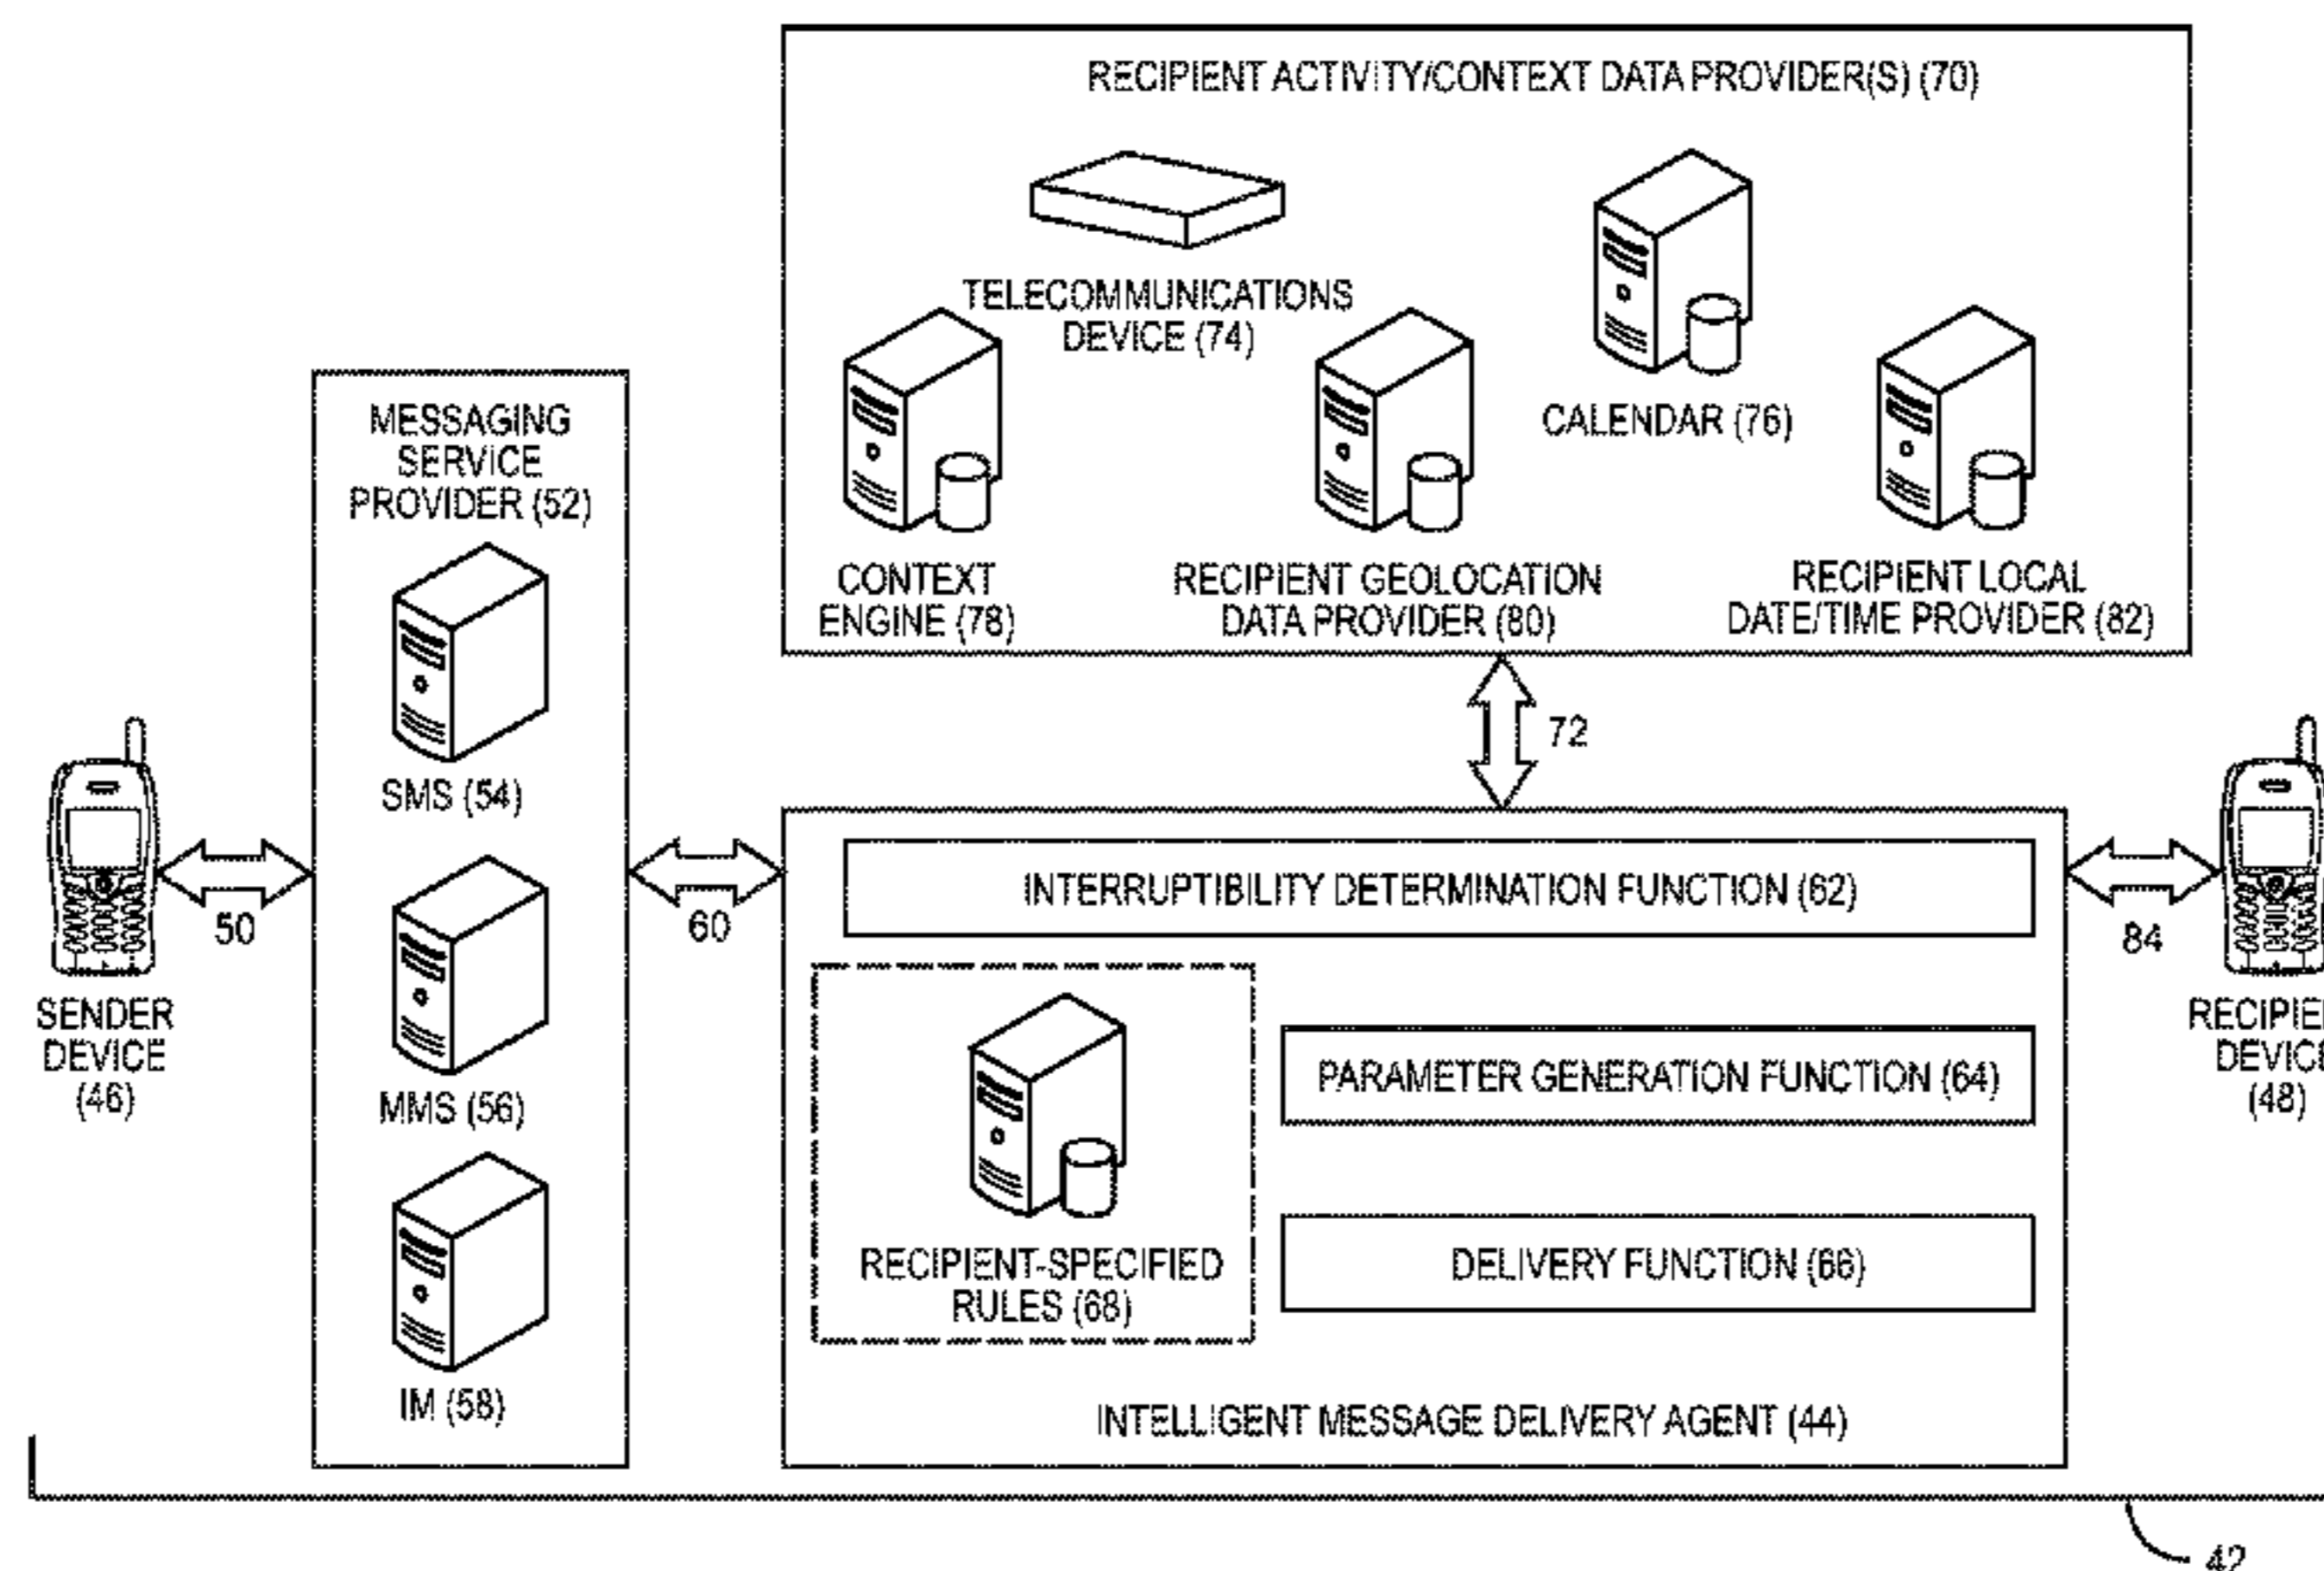 RECIPIENT ACTIVITY/CONTEXT DATA PROVIDER(S) (70)
TELECOMMUNICATIONS
DEVICE (74)
CALENDAR (76)
CONTEXT
ENGINE (78)
RECIPIENT GEOLOCATION
DATA PROVIDER (80)
RECIPIENT LOCAL
DATE/TIME PROVIDER (82)
72
MESSAGING
SERVICE
PROVIDER (52)
SMS (54)
MMS (56)
IM (58)
SENDER
DEVICE
(46)
50
60
INTERRUPTIBILITY DETERMINATION FUNCTION (62)
PARAMETER GENERATION FUNCTION (64)
DELIVERY FUNCTION (66)
RECIPIENT-SPECIFIED
RULES (68)
INTELLIGENT MESSAGE DELIVERY AGENT (44)
84
DEVICE
(48)
42